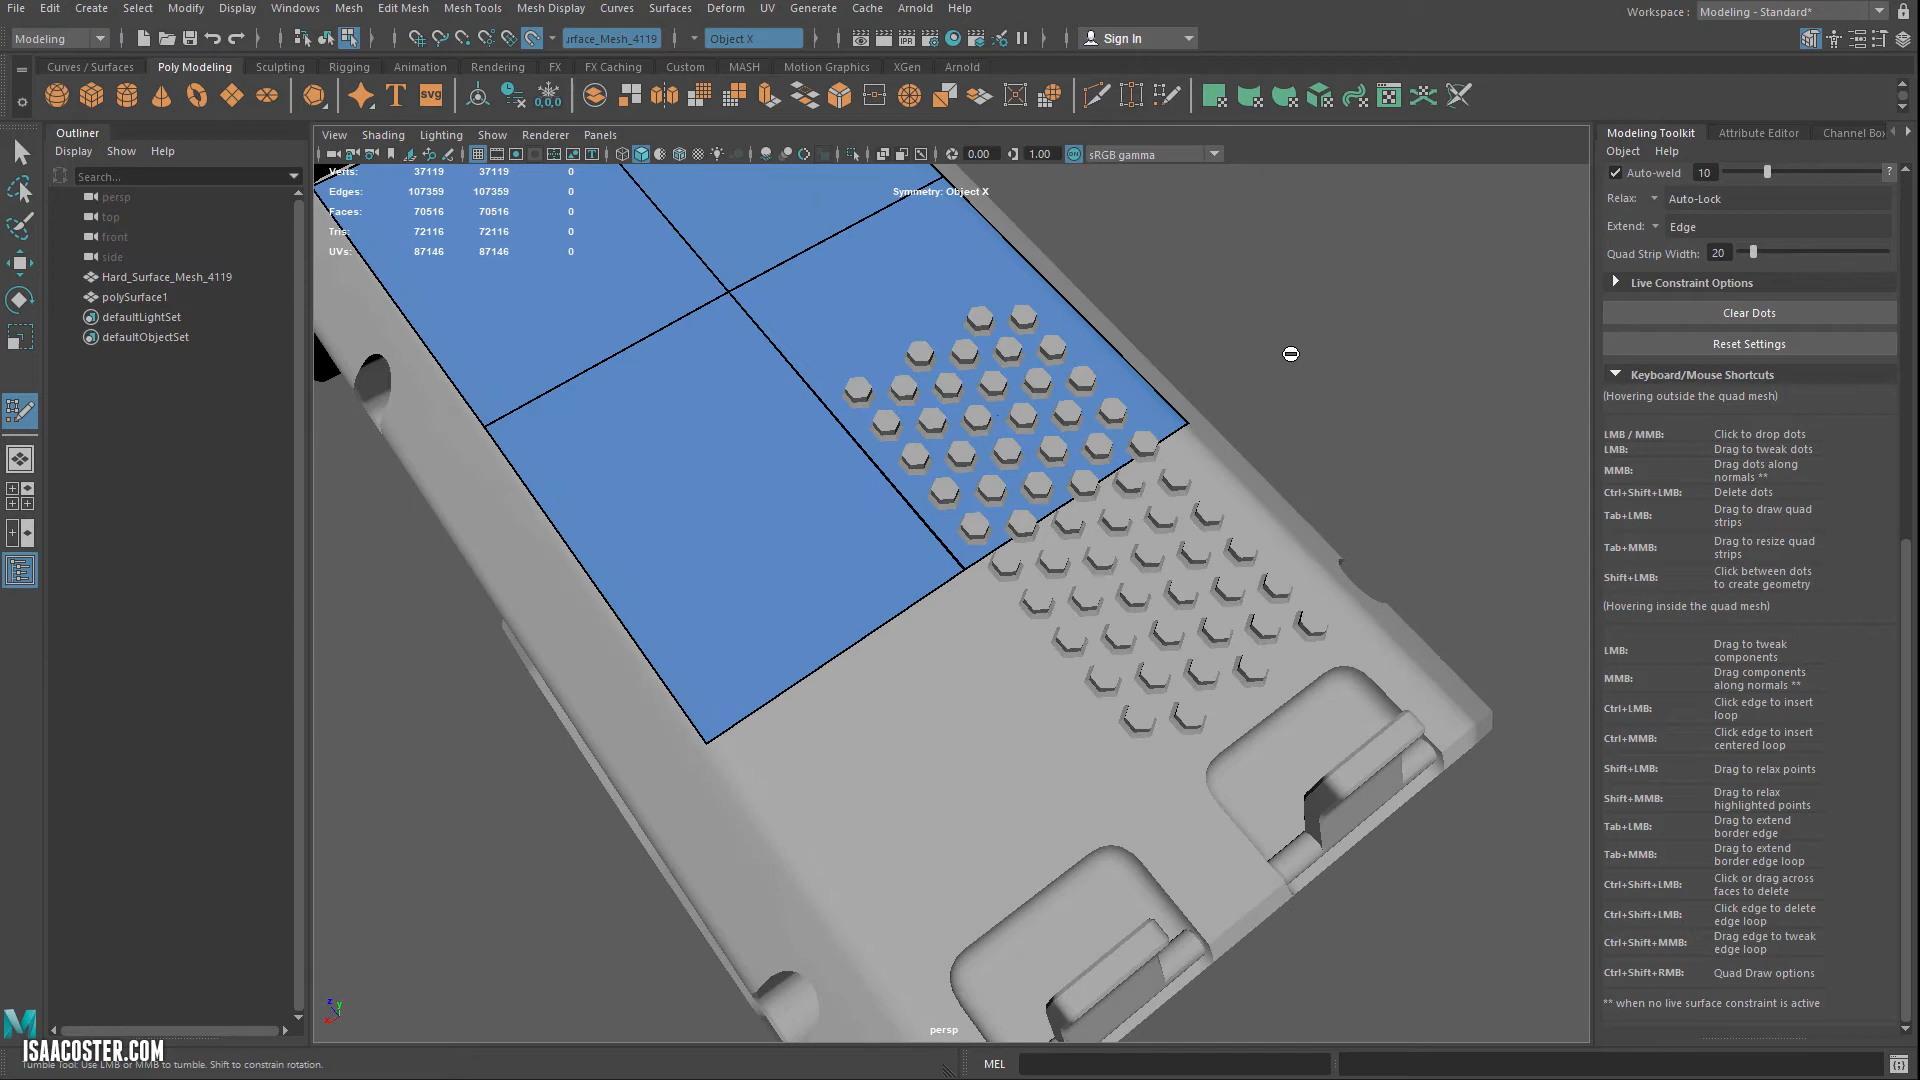 File Edit Create Select Modify Display Windows Mesh Edit Mesh Mesh Tools Mesh Display Curves Surfaces Deform UV Generate Cache Arnold Help
Workspace : Modeling - Standard*
Modeling
urface_Mesh_4119
Object X
Sign In
Curves / Surfaces Poly Modeling Sculpting Rigging Animation Rendering FX FX Caching Custom MASH Motion Graphics XGen Arnold
SVG
T
0,0,0
IPR
Outliner
Display Show Help
Search...
persp
top
front
side
Hard_Surface_Mesh_4119
polySurface1
defaultLightSet
defaultObjectSet
View Shading Lighting Show Renderer Panels
0.00
1.00
sRGB gamma
Verts: 37119 37119 0
Edges: 107359 107359 0
Faces: 70516 70516 0
Tris: 72116 72116 0
UVs: 87146 87146 0
Symmetry: Object X
z
y
x
persp
Modeling Toolkit Attribute Editor Channel Bo
Object Help
Auto-weld 10
?
Relax: Auto-Lock
Extend: Edge
Quad Strip Width: 20
Live Constraint Options
Clear Dots
Reset Settings
Keyboard/Mouse Shortcuts
(Hovering outside the quad mesh)
LMB / MMB: Click to drop dots
LMB: Drag to tweak dots
MMB: Drag dots along
normals **
Ctrl+Shift+LMB: Delete dots
Tab+LMB: Drag to draw quad
strips
Tab+MMB: Drag to resize quad
strips
Shift+LMB: Click between dots
to create geometry
(Hovering inside the quad mesh)
LMB: Drag to tweak
components
MMB: Drag components
along normals **
Ctrl+LMB: Click edge to insert
loop
Ctrl+MMB: Click edge to insert
centered loop
Shift+LMB: Drag to relax points
Shift+MMB: Drag to relax
highlighted points
Tab+LMB: Drag to extend
border edge
Tab+MMB: Drag to extend
border edge loop
Ctrl+Shift+LMB: Click or drag across
faces to delete
Ctrl+Shift+LMB: Click edge to delete
edge loop
Ctrl+Shift+MMB: Drag edge to tweak
edge loop
Ctrl+Shift+RMB: Quad Draw options
** when no live surface constraint is active
M
ISAACOSTER.COM
Tumble Tool: Use LMB or MMB to tumble. Shift to constrain rotation.
MEL